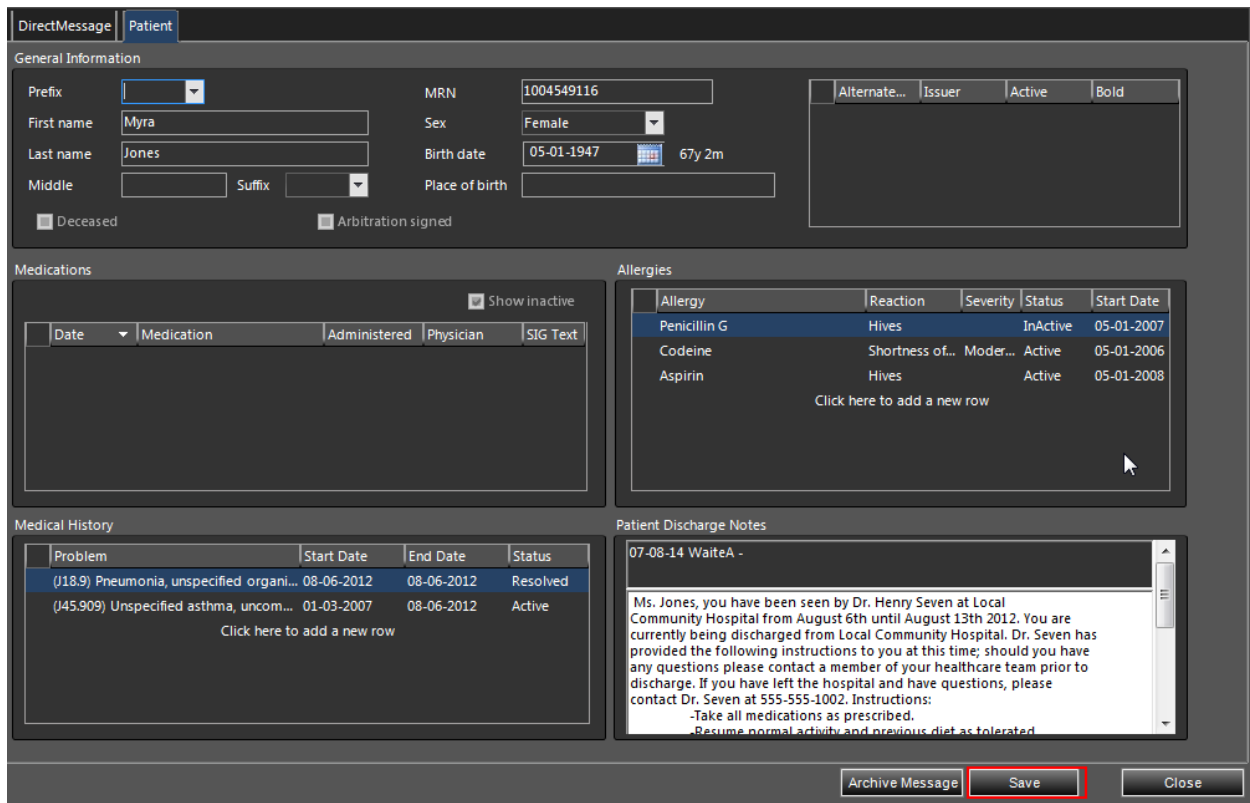 DirectMessage Patient
General Information
Prefix
First name Myra
Last name Jones
Middle Suffix
Deceased Arbitration signed
MRN 1004549116
Sex Female
Birth date 05-01-1947 67y 2m
Place of birth
Alternate... Issuer Active Bold
Medications
Show inactive
Date Medication Administered Physician SIG Text
Allergies
Allergy Reaction Severity Status Start Date
Penicillin G Hives InActive 05-01-2007
Codeine Shortness of... Moder... Active 05-01-2006
Aspirin Hives Active 05-01-2008
Click here to add a new row
Medical History
Problem Start Date End Date Status
(J18.9) Pneumonia, unspecified organi... 08-06-2012 08-06-2012 Resolved
(J45.909) Unspecified asthma, uncom... 01-03-2007 08-06-2012 Active
Click here to add a new row
Patient Discharge Notes
07-08-14 WaiteA -
Ms. Jones, you have been seen by Dr. Henry Seven at Local
Community Hospital from August 6th until August 13th 2012. You are
currently being discharged from Local Community Hospital. Dr. Seven has
provided the following instructions to you at this time; should you have
any questions please contact a member of your healthcare team prior to
discharge. If you have left the hospital and have questions, please
contact Dr. Seven at 555-555-1002. Instructions:
-Take all medications as prescribed.
-Resume normal activity and previous diet as tolerated
Archive Message Save Close